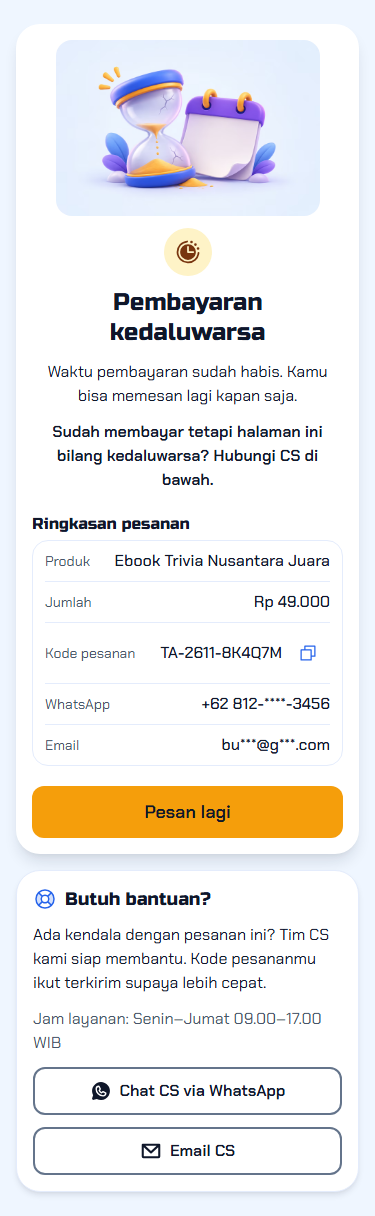 Pembayaran
kedaluwarsa
Waktu pembayaran sudah habis. Kamu
bisa memesan lagi kapan saja.
Sudah membayar tetapi halaman ini
bilang kedaluwarsa? Hubungi CS di
bawah.
Ringkasan pesanan
Produk Ebook Trivia Nusantara Juara
Jumlah Rp 49.000
Kode pesanan TA-2611-8K4Q7M
WhatsApp +62 812-****-3456
Email bu***@g***.com
Pesan lagi
Butuh bantuan?
Ada kendala dengan pesanan ini? Tim CS
kami siap membantu. Kode pesananmu
ikut terkirim supaya lebih cepat.
Jam layanan: Senin–Jumat 09.00–17.00
WIB
Chat CS via WhatsApp
Email CS